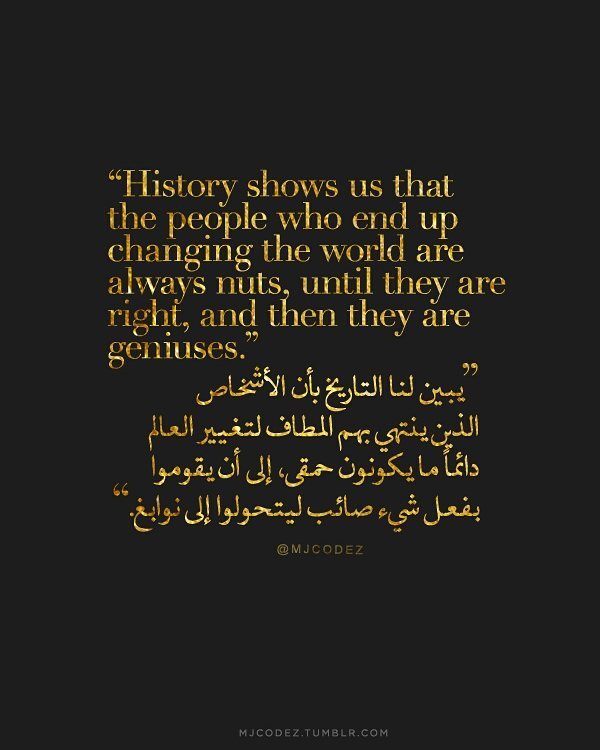 “History shows us that
the people who end up
changing the world are
always nuts, until they are
right, and then they are
geniuses.”
”يبين لنا التاريخ بأن الأشخاص
الذين ينتهي بهم المطاف لتغيير العالم
دائماً ما يكونون حمقى، إلى أن يقوموا
بفعل شيء صائب ليتحولوا إلى نوابغ.“
@MJCODEZ
MJCODEZ.TUMBLR.COM